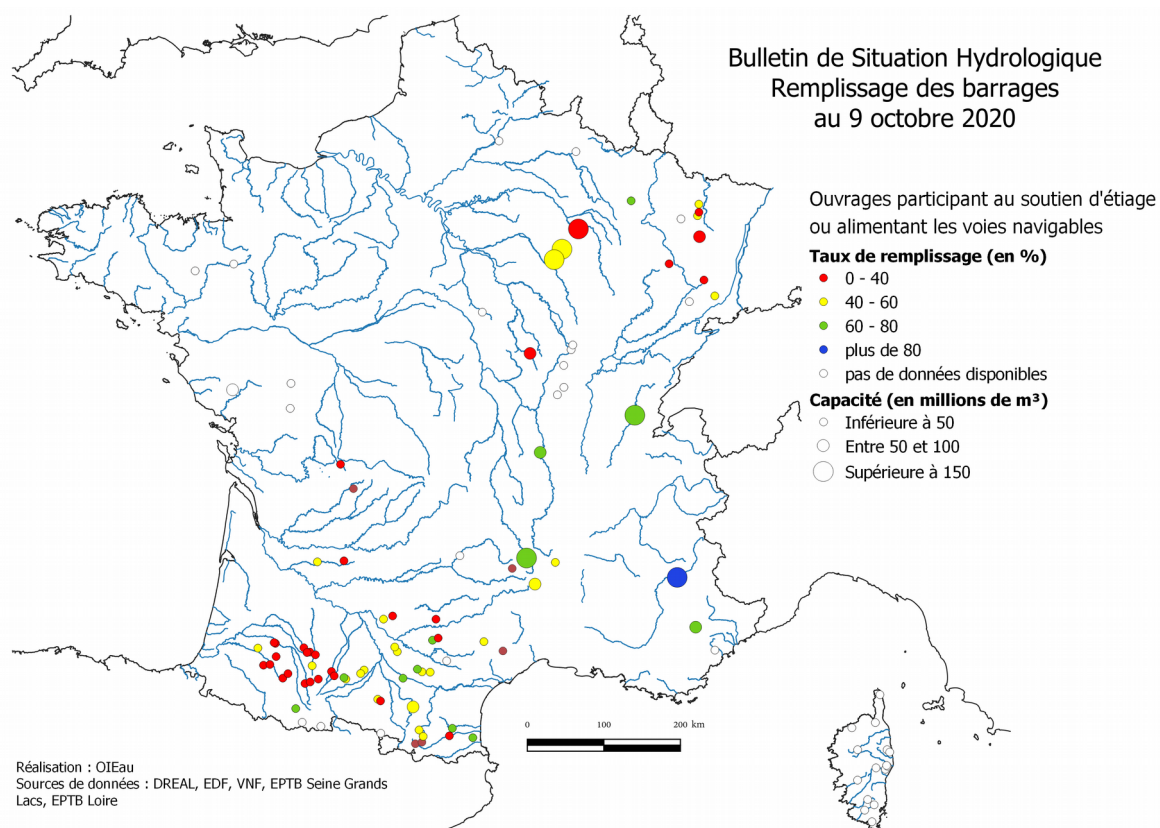 Bulletin de Situation Hydrologique
Remplissage des barrages
au 9 octobre 2020
Ouvrages participant au soutien d'étiage
ou alimentant les voies navigables
Taux de remplissage (en %)
0 - 40
40 - 60
60 - 80
plus de 80
pas de données disponibles
Capacité (en millions de m³)
Inférieure à 50
Entre 50 et 100
Supérieure à 150
0 100 200 km
Réalisation : OIEau
Sources de données : DREAL, EDF, VNF, EPTB Seine Grands
Lacs, EPTB Loire